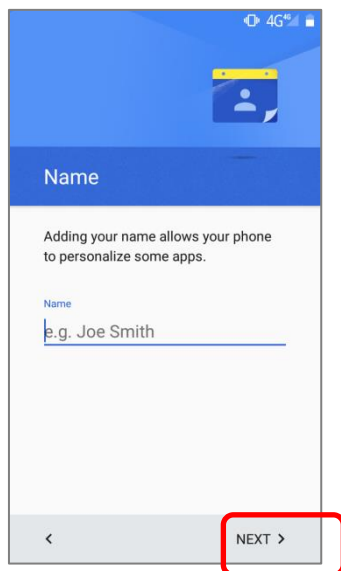 4G
Name
Adding your name allows your phone
to personalize some apps.
Name
e.g. Joe Smith
< NEXT >